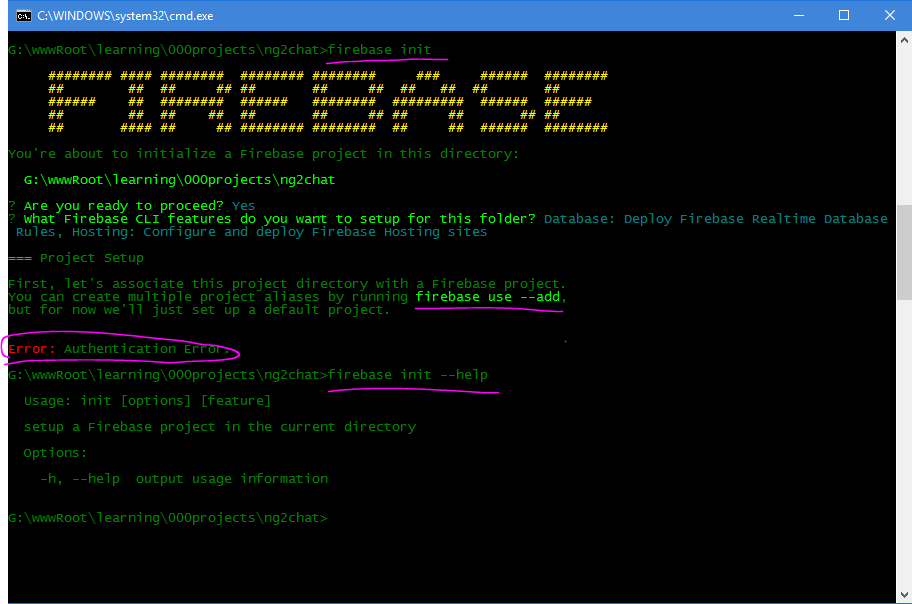 C:\WINDOWS\system32\cmd.exe
G:\wwwRoot\learning\000projects\ng2chat>firebase init
######## #### ########  ######## ########     ###     ######  ########
##        ##  ##     ## ##       ##     ##  ##   ##  ##       ##
######    ##  ########  ######   ########  #########  ######  ######
##        ##  ##    ##  ##       ##     ## ##     ##       ## ##
##       #### ##     ## ######## ########  ##     ##  ######  ########
You're about to initialize a Firebase project in this directory:
G:\wwwRoot\learning\000projects\ng2chat
? Are you ready to proceed? Yes
? What Firebase CLI features do you want to setup for this folder? Database: Deploy Firebase Realtime Database
Rules, Hosting: Configure and deploy Firebase Hosting sites
=== Project Setup
First, let's associate this project directory with a Firebase project.
You can create multiple project aliases by running firebase use --add,
but for now we'll just set up a default project.
Error: Authentication Error.
G:\wwwRoot\learning\000projects\ng2chat>firebase init --help
Usage: init [options] [feature]
setup a Firebase project in the current directory
Options:
-h, --help  output usage information
G:\wwwRoot\learning\000projects\ng2chat>